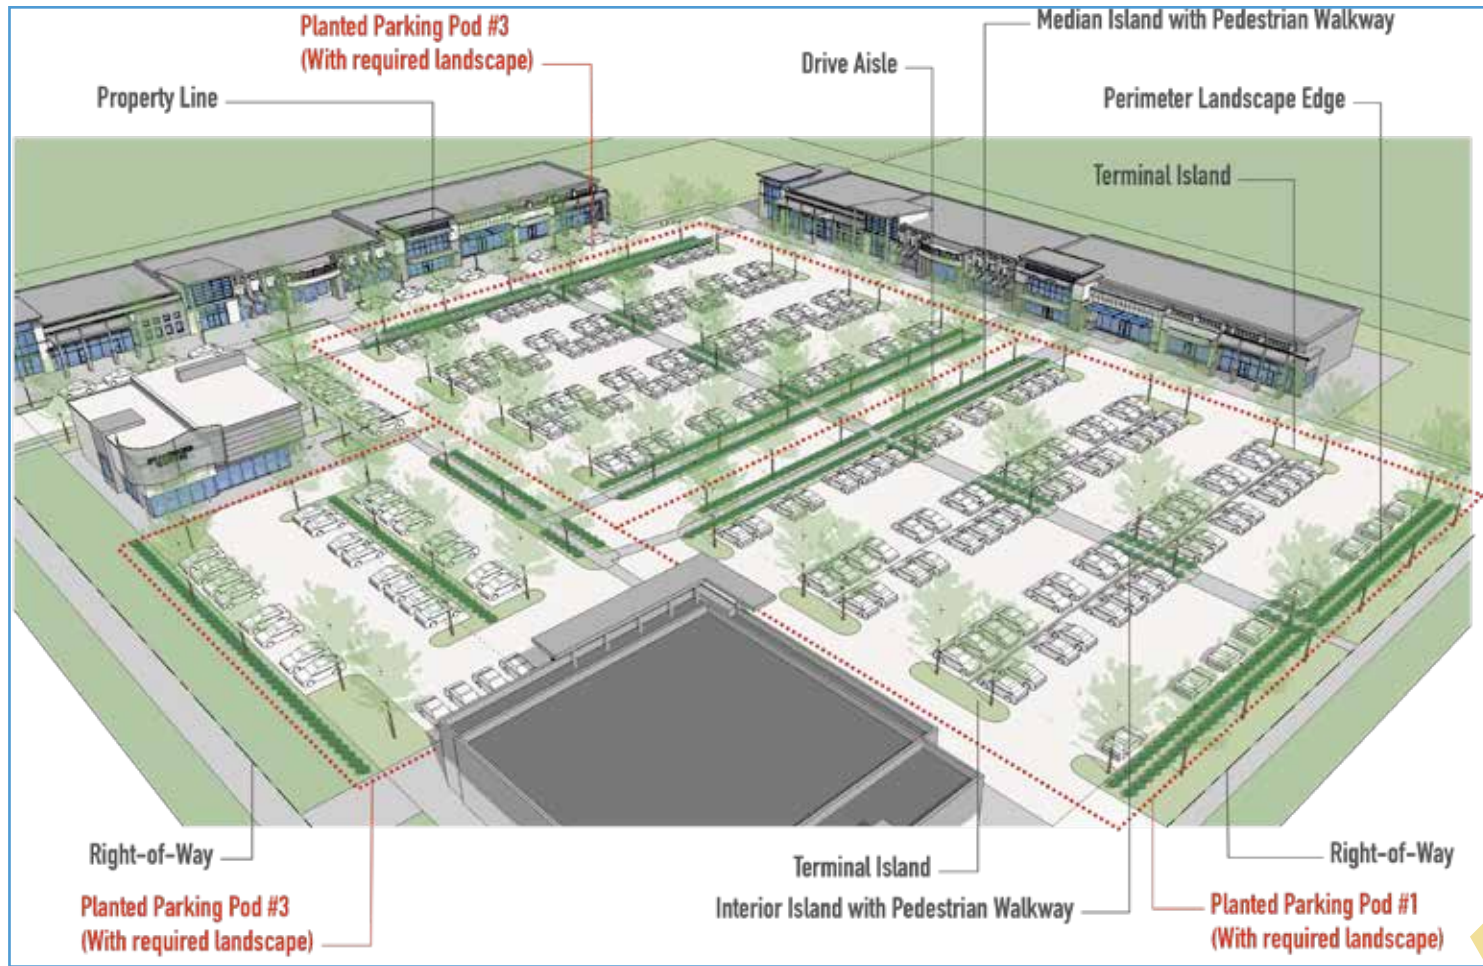 Planted Parking Pod #3
(With required landscape)
Median Island with Pedestrian Walkway
Drive Aisle
Property Line
Perimeter Landscape Edge
Terminal Island
Right-of-Way
Terminal Island
Right-of-Way
Planted Parking Pod #3
(With required landscape)
Interior Island with Pedestrian Walkway
Planted Parking Pod #1
(With required landscape)